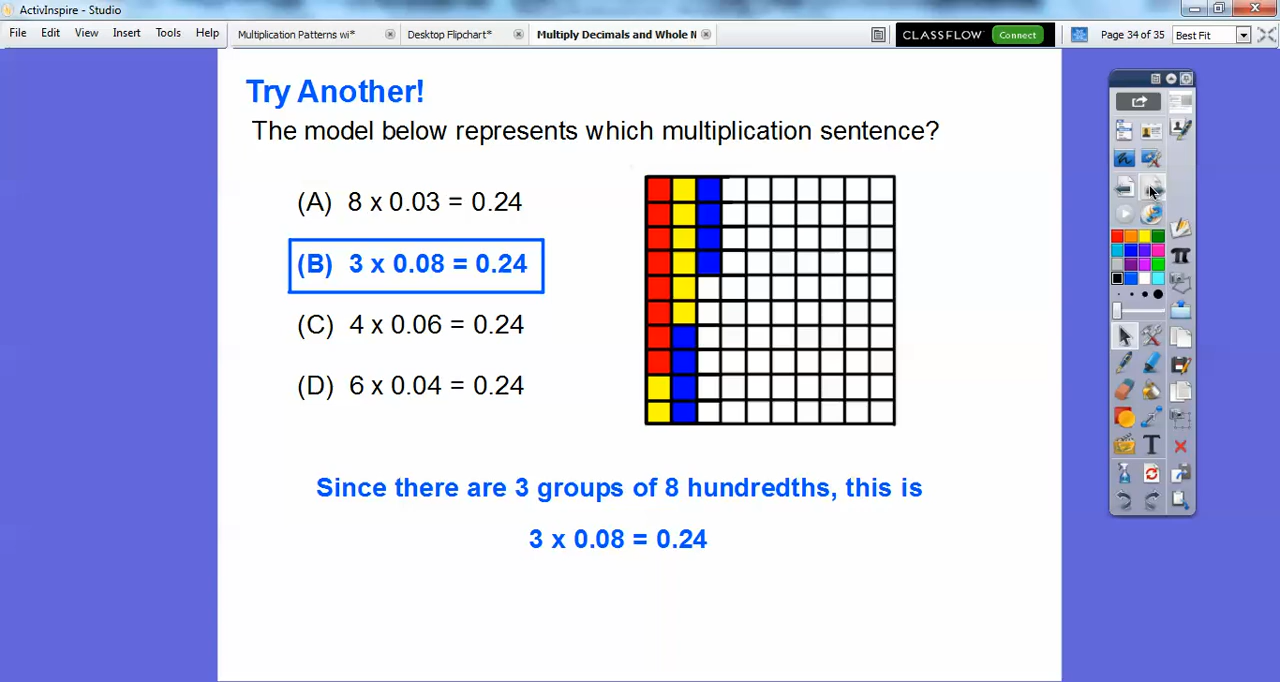 ActivInspire - Studio
File Edit View Insert Tools Help
Multiplication Patterns wi* Desktop Flipchart* Multiply Decimals and Whole N
CLASSFLOW Connect
Page 34 of 35 Best Fit
Try Another!
The model below represents which multiplication sentence?
(A) 8 x 0.03 = 0.24
(B) 3 x 0.08 = 0.24
(C) 4 x 0.06 = 0.24
(D) 6 x 0.04 = 0.24
Since there are 3 groups of 8 hundredths, this is
3 x 0.08 = 0.24